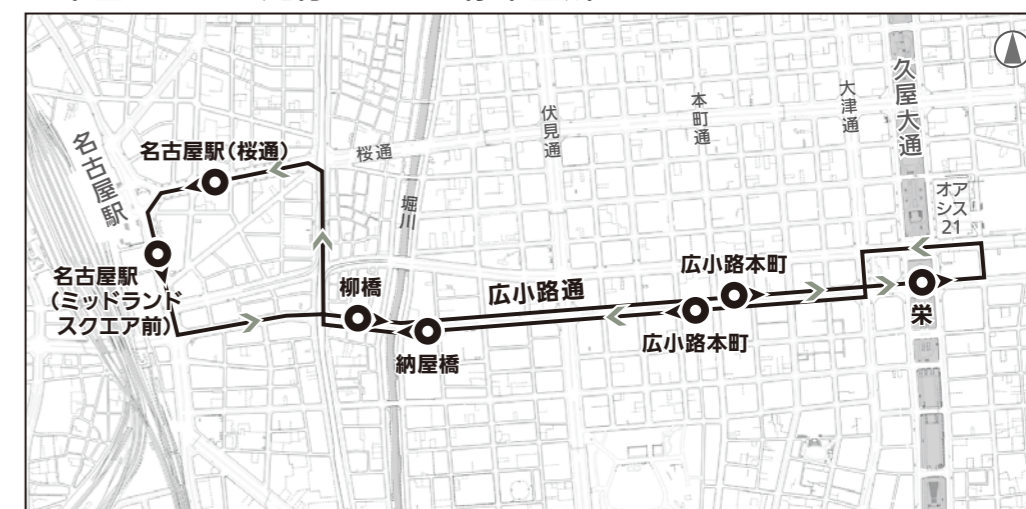 名古屋駅
名古屋駅（桜通）
名古屋駅
（ミッドランド
スクエア前）
桜通
堀川
柳橋
納屋橋
伏見通
広小路通
本町通
広小路本町
広小路本町
大津通
久屋大通
オア
シス
21
栄